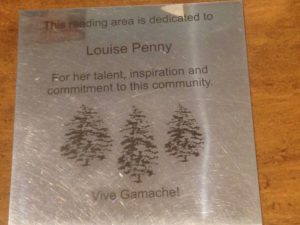 This reading area is dedicated to
Louise Penny
For her talent, inspiration and
commitment to this community.
Vive Gamache!